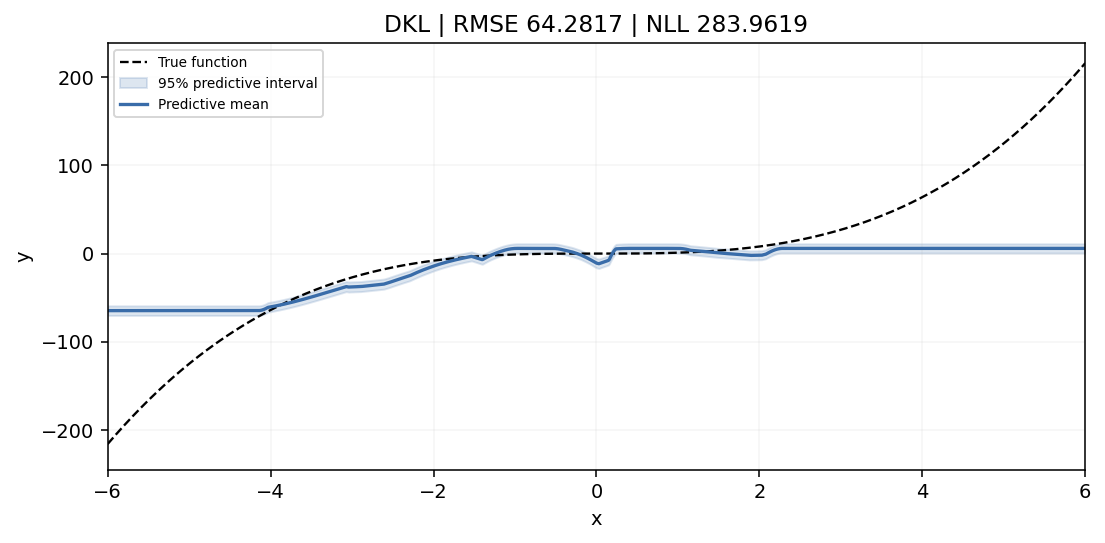 DKL | RMSE 64.2817 | NLL 283.9619
True function
95% predictive interval
Predictive mean
200
100
0
−100
−200
y
−6 −4 −2 0 2 4 6
x